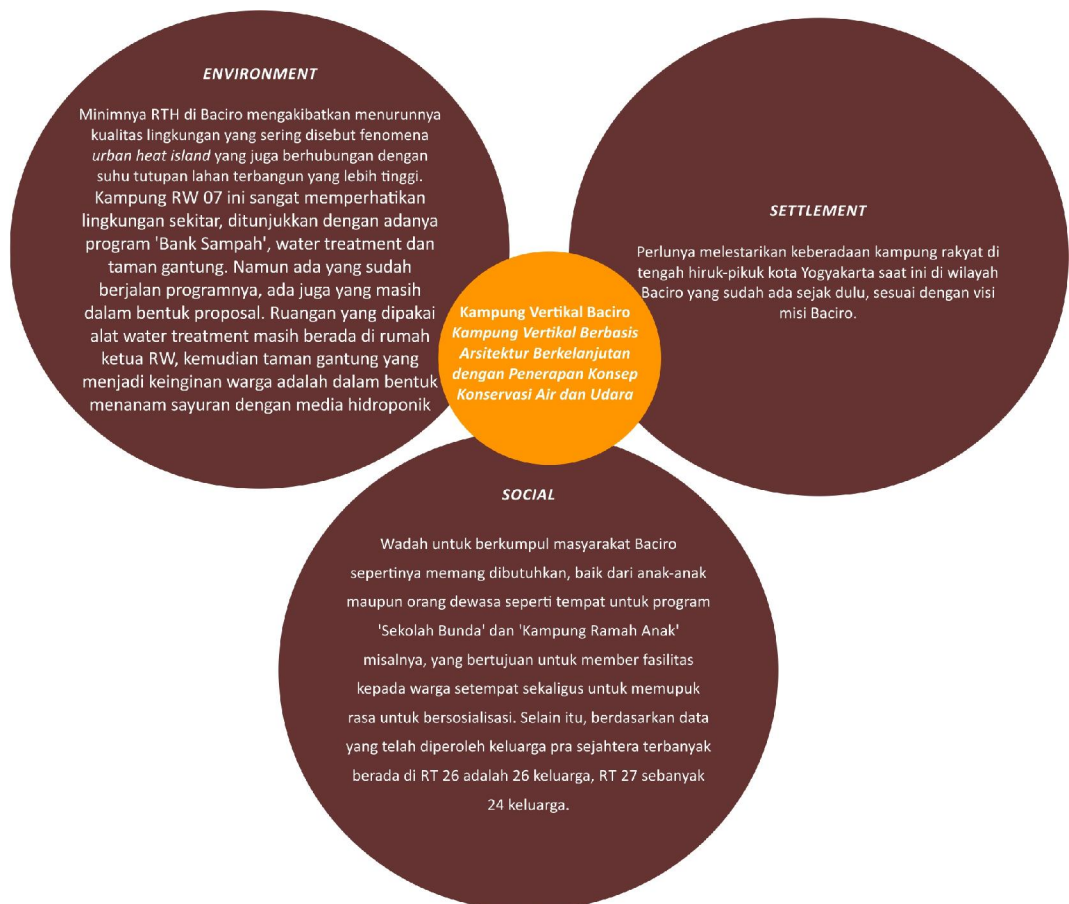 ENVIRONMENT
Minimnya RTH di Baciro mengakibatkan menurunnya
kualitas lingkungan yang sering disebut fenomena
urban heat island yang juga berhubungan dengan
suhu tutupan lahan terbangun yang lebih tinggi.
Kampung RW 07 ini sangat memperhatikan
lingkungan sekitar, ditunjukkan dengan adanya
program 'Bank Sampah', water treatment dan
taman gantung. Namun ada yang sudah
berjalan programnya, ada juga yang masih
dalam bentuk proposal. Ruangan yang dipakai
alat water treatment masih berada di rumah
ketua RW, kemudian taman gantung yang
menjadi keinginan warga adalah dalam bentuk
menanam sayuran dengan media hidroponik
SETTLEMENT
Perlunya melestarikan keberadaan kampung rakyat di
tengah hiruk-pikuk kota Yogyakarta saat ini di wilayah
Baciro yang sudah ada sejak dulu, sesuai dengan visi
misi Baciro.
Kampung Vertikal Baciro
Kampung Vertikal Berbasis
Arsitektur Berkelanjutan
dengan Penerapan Konsep
Konservasi Air dan Udara
SOCIAL
Wadah untuk berkumpul masyarakat Baciro
sepertinya memang dibutuhkan, baik dari anak-anak
maupun orang dewasa seperti tempat untuk program
'Sekolah Bunda' dan 'Kampung Ramah Anak'
misalnya, yang bertujuan untuk member fasilitas
kepada warga setempat sekaligus untuk memupuk
rasa untuk bersosialisasi. Selain itu, berdasarkan data
yang telah diperoleh keluarga pra sejahtera terbanyak
berada di RT 26 adalah 26 keluarga, RT 27 sebanyak
24 keluarga.